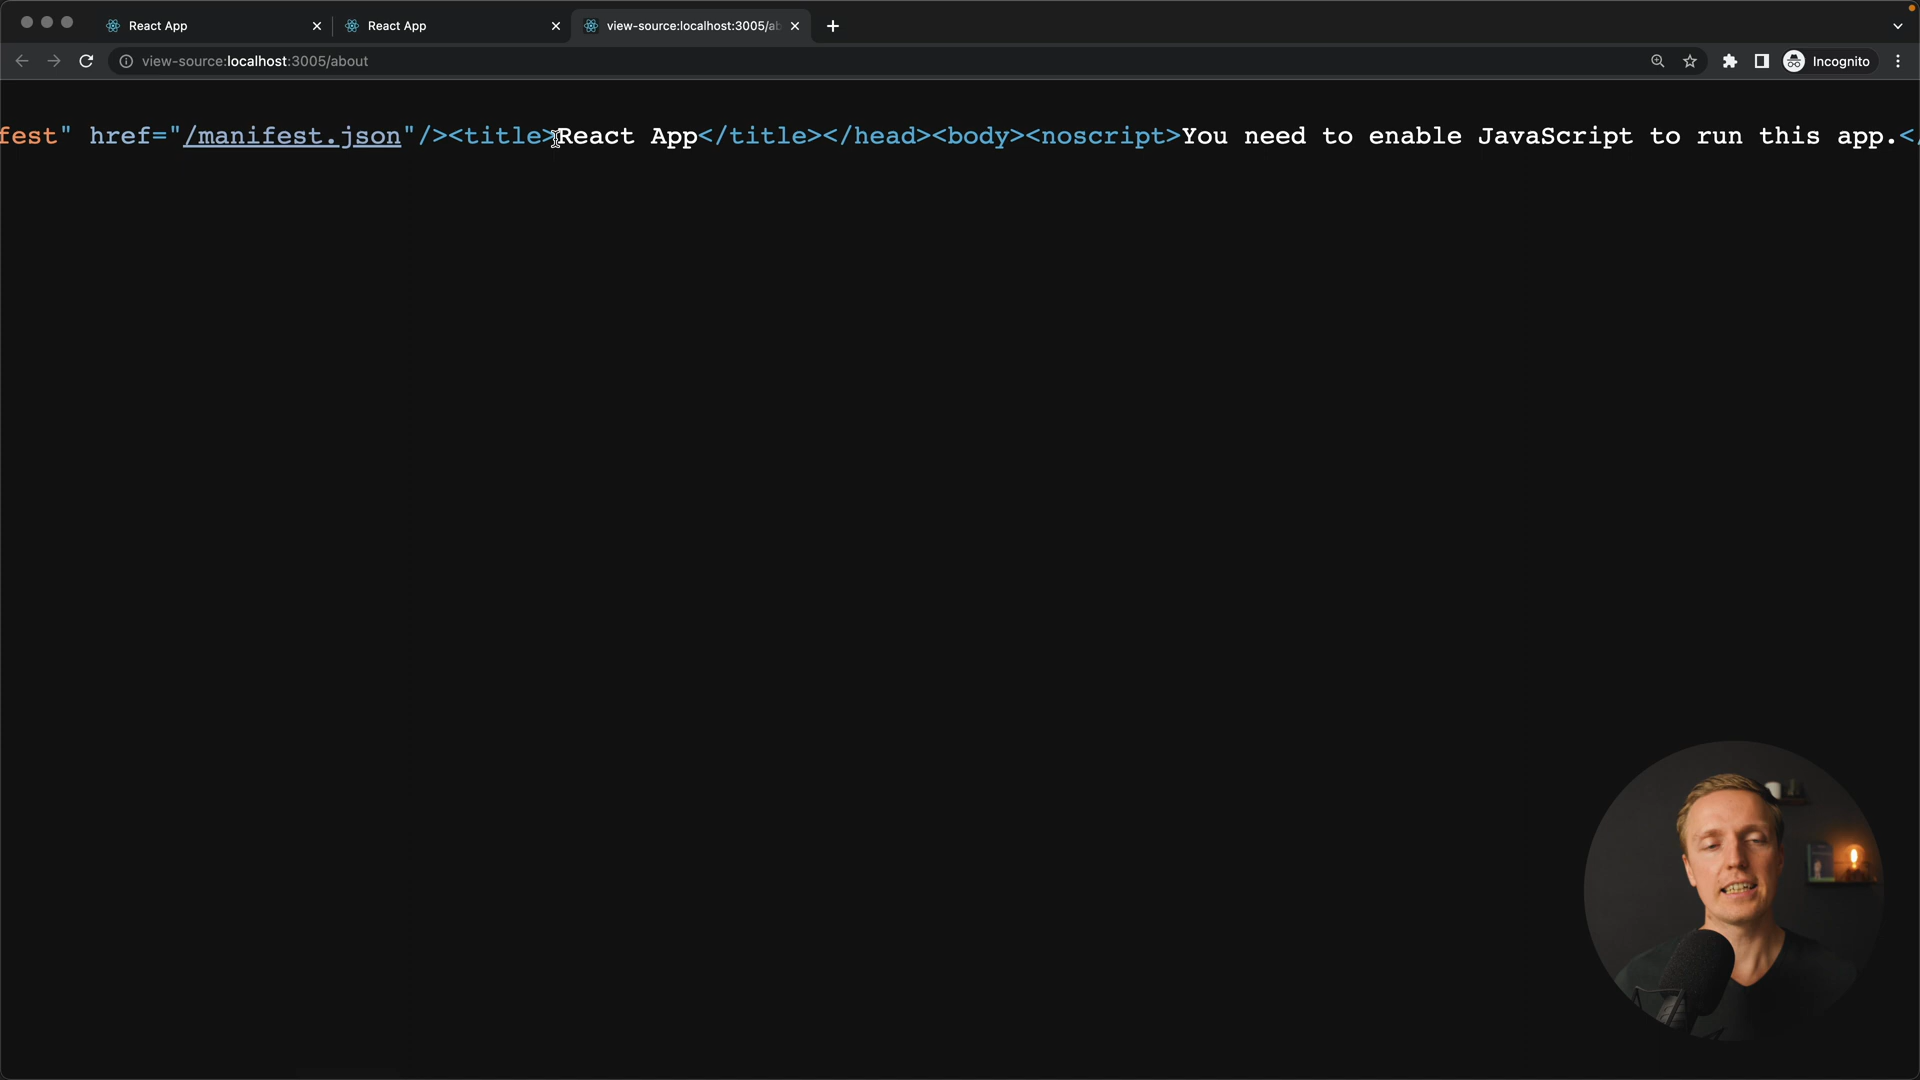 React App
React App
view-source:localhost:3005/ab
view-source:localhost:3005/about
Incognito
fest" href="/manifest.json"/><title>React App</title></head><body><noscript>You need to enable JavaScript to run this app.</